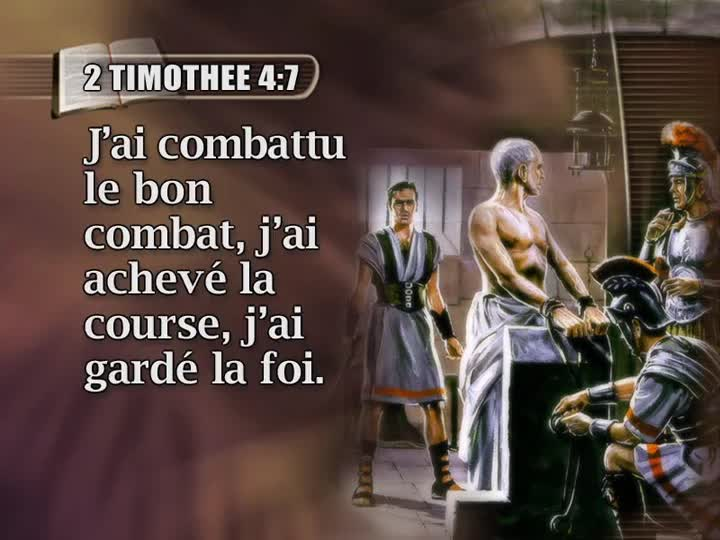 2 TIMOTHEE 4:7
J'ai combattu
le bon
combat, j'ai
achevé la
course, j'ai
gardé la foi.